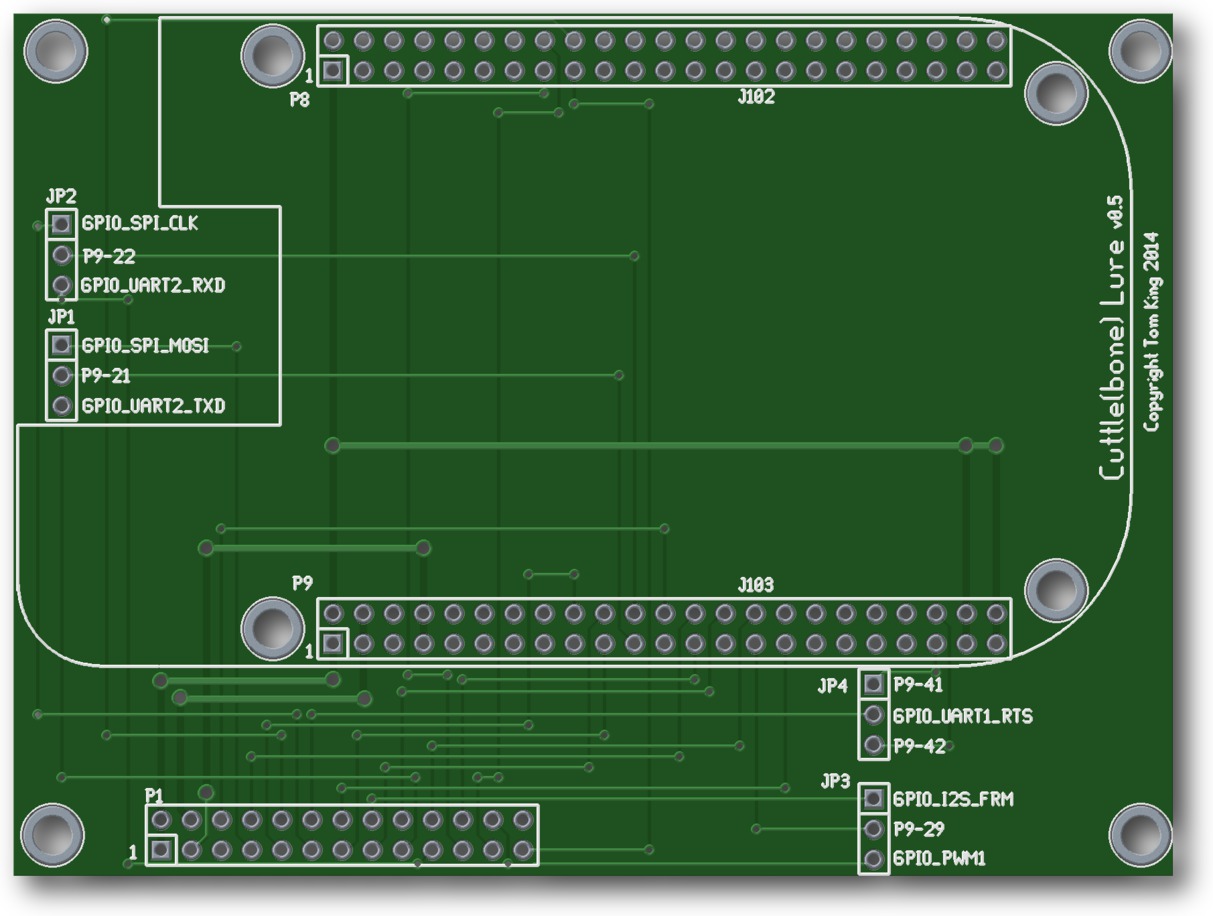 1
P8
J102
JP2
GPIO_SPI_CLK
P9-22
GPIO_UART2_RXD
JP1
GPIO_SPI_MOSI
P9-21
GPIO_UART2_TXD
Cuttle(bone) Lure v0.5
Copyright Tom King 2014
P9
J103
1
JP4
P9-41
GPIO_UART1_RTS
P9-42
JP3
GPIO_I2S_FRM
P9-29
GPIO_PWM1
P1
1